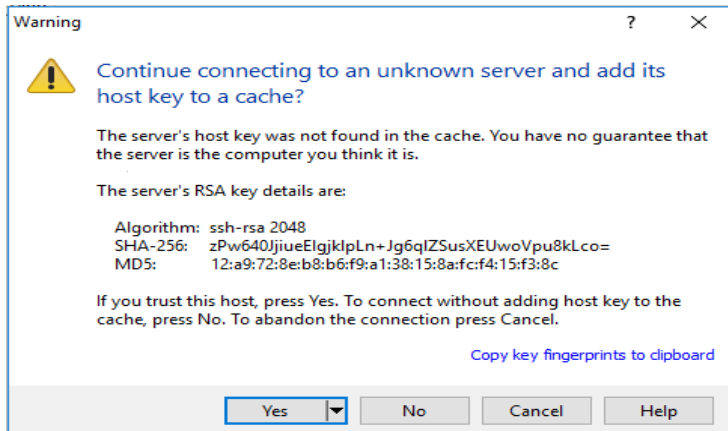 Warning
?
Continue connecting to an unknown server and add its
host key to a cache?
The server's host key was not found in the cache. You have no guarantee that
the server is the computer you think it is.
The server's RSA key details are:
Algorithm: ssh-rsa 2048
SHA-256: zPw640JjiueElgjklpLn+Jg6qIZSusXEUwoVpu8kLco=
MD5: 12:a9:72:8e:b8:b6:f9:a1:38:15:8a:fc:f4:15:f3:8c
If you trust this host, press Yes. To connect without adding host key to the
cache, press No. To abandon the connection press Cancel.
Copy key fingerprints to clipboard
Yes No Cancel Help